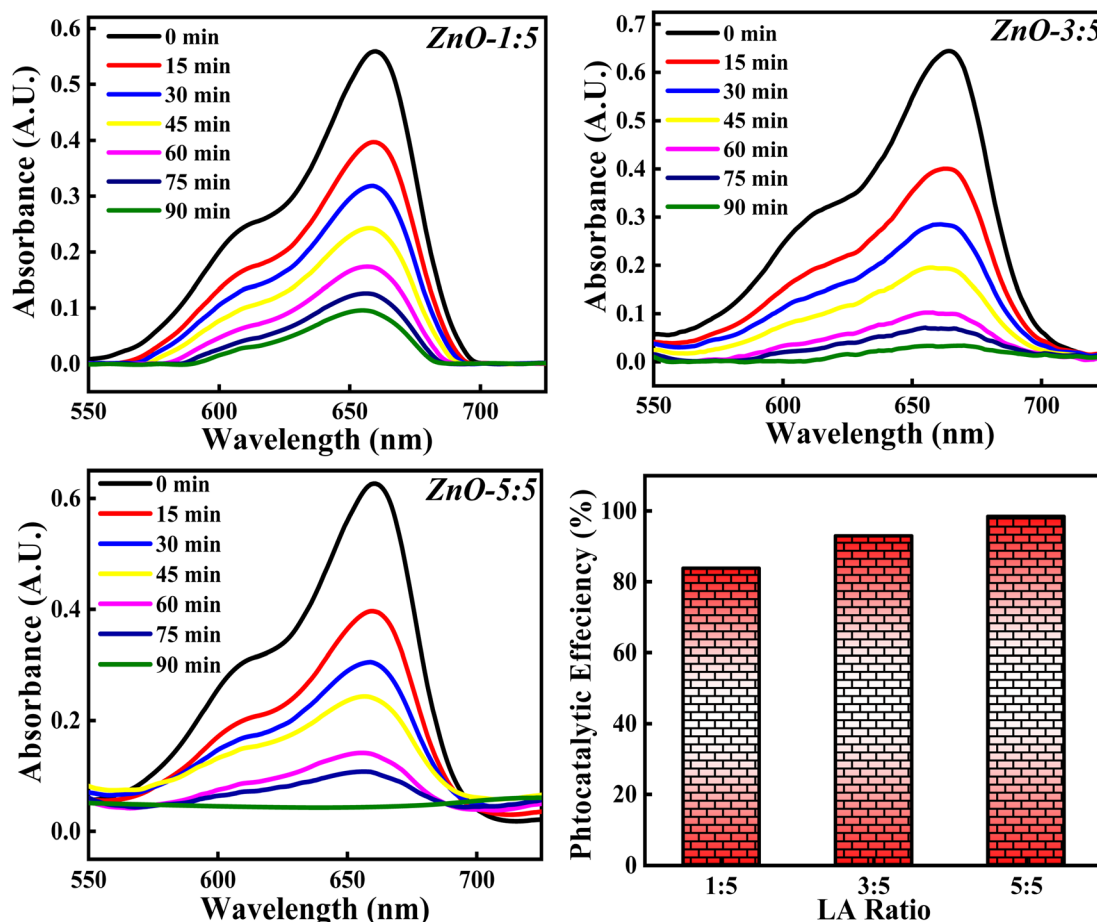 ZnO-1:5
0 min
15 min
30 min
45 min
60 min
75 min
90 min
0.6
0.5
0.4
0.3
0.2
0.1
0.0
Absorbance (A.U.)
550
600
650
700
Wavelength (nm)
ZnO-3:5
0 min
15 min
30 min
45 min
60 min
75 min
90 min
0.7
0.6
0.5
0.4
0.3
0.2
0.1
0.0
Absorbance (A.U.)
550
600
650
700
Wavelength (nm)
ZnO-5:5
0 min
15 min
30 min
45 min
60 min
75 min
90 min
0.6
0.4
0.2
0.0
Absorbance (A.U.)
550
600
650
700
Wavelength (nm)
100
80
60
40
20
0
Phtocatalytic Effeciency (%)
1:5
3:5
5:5
LA Ratio